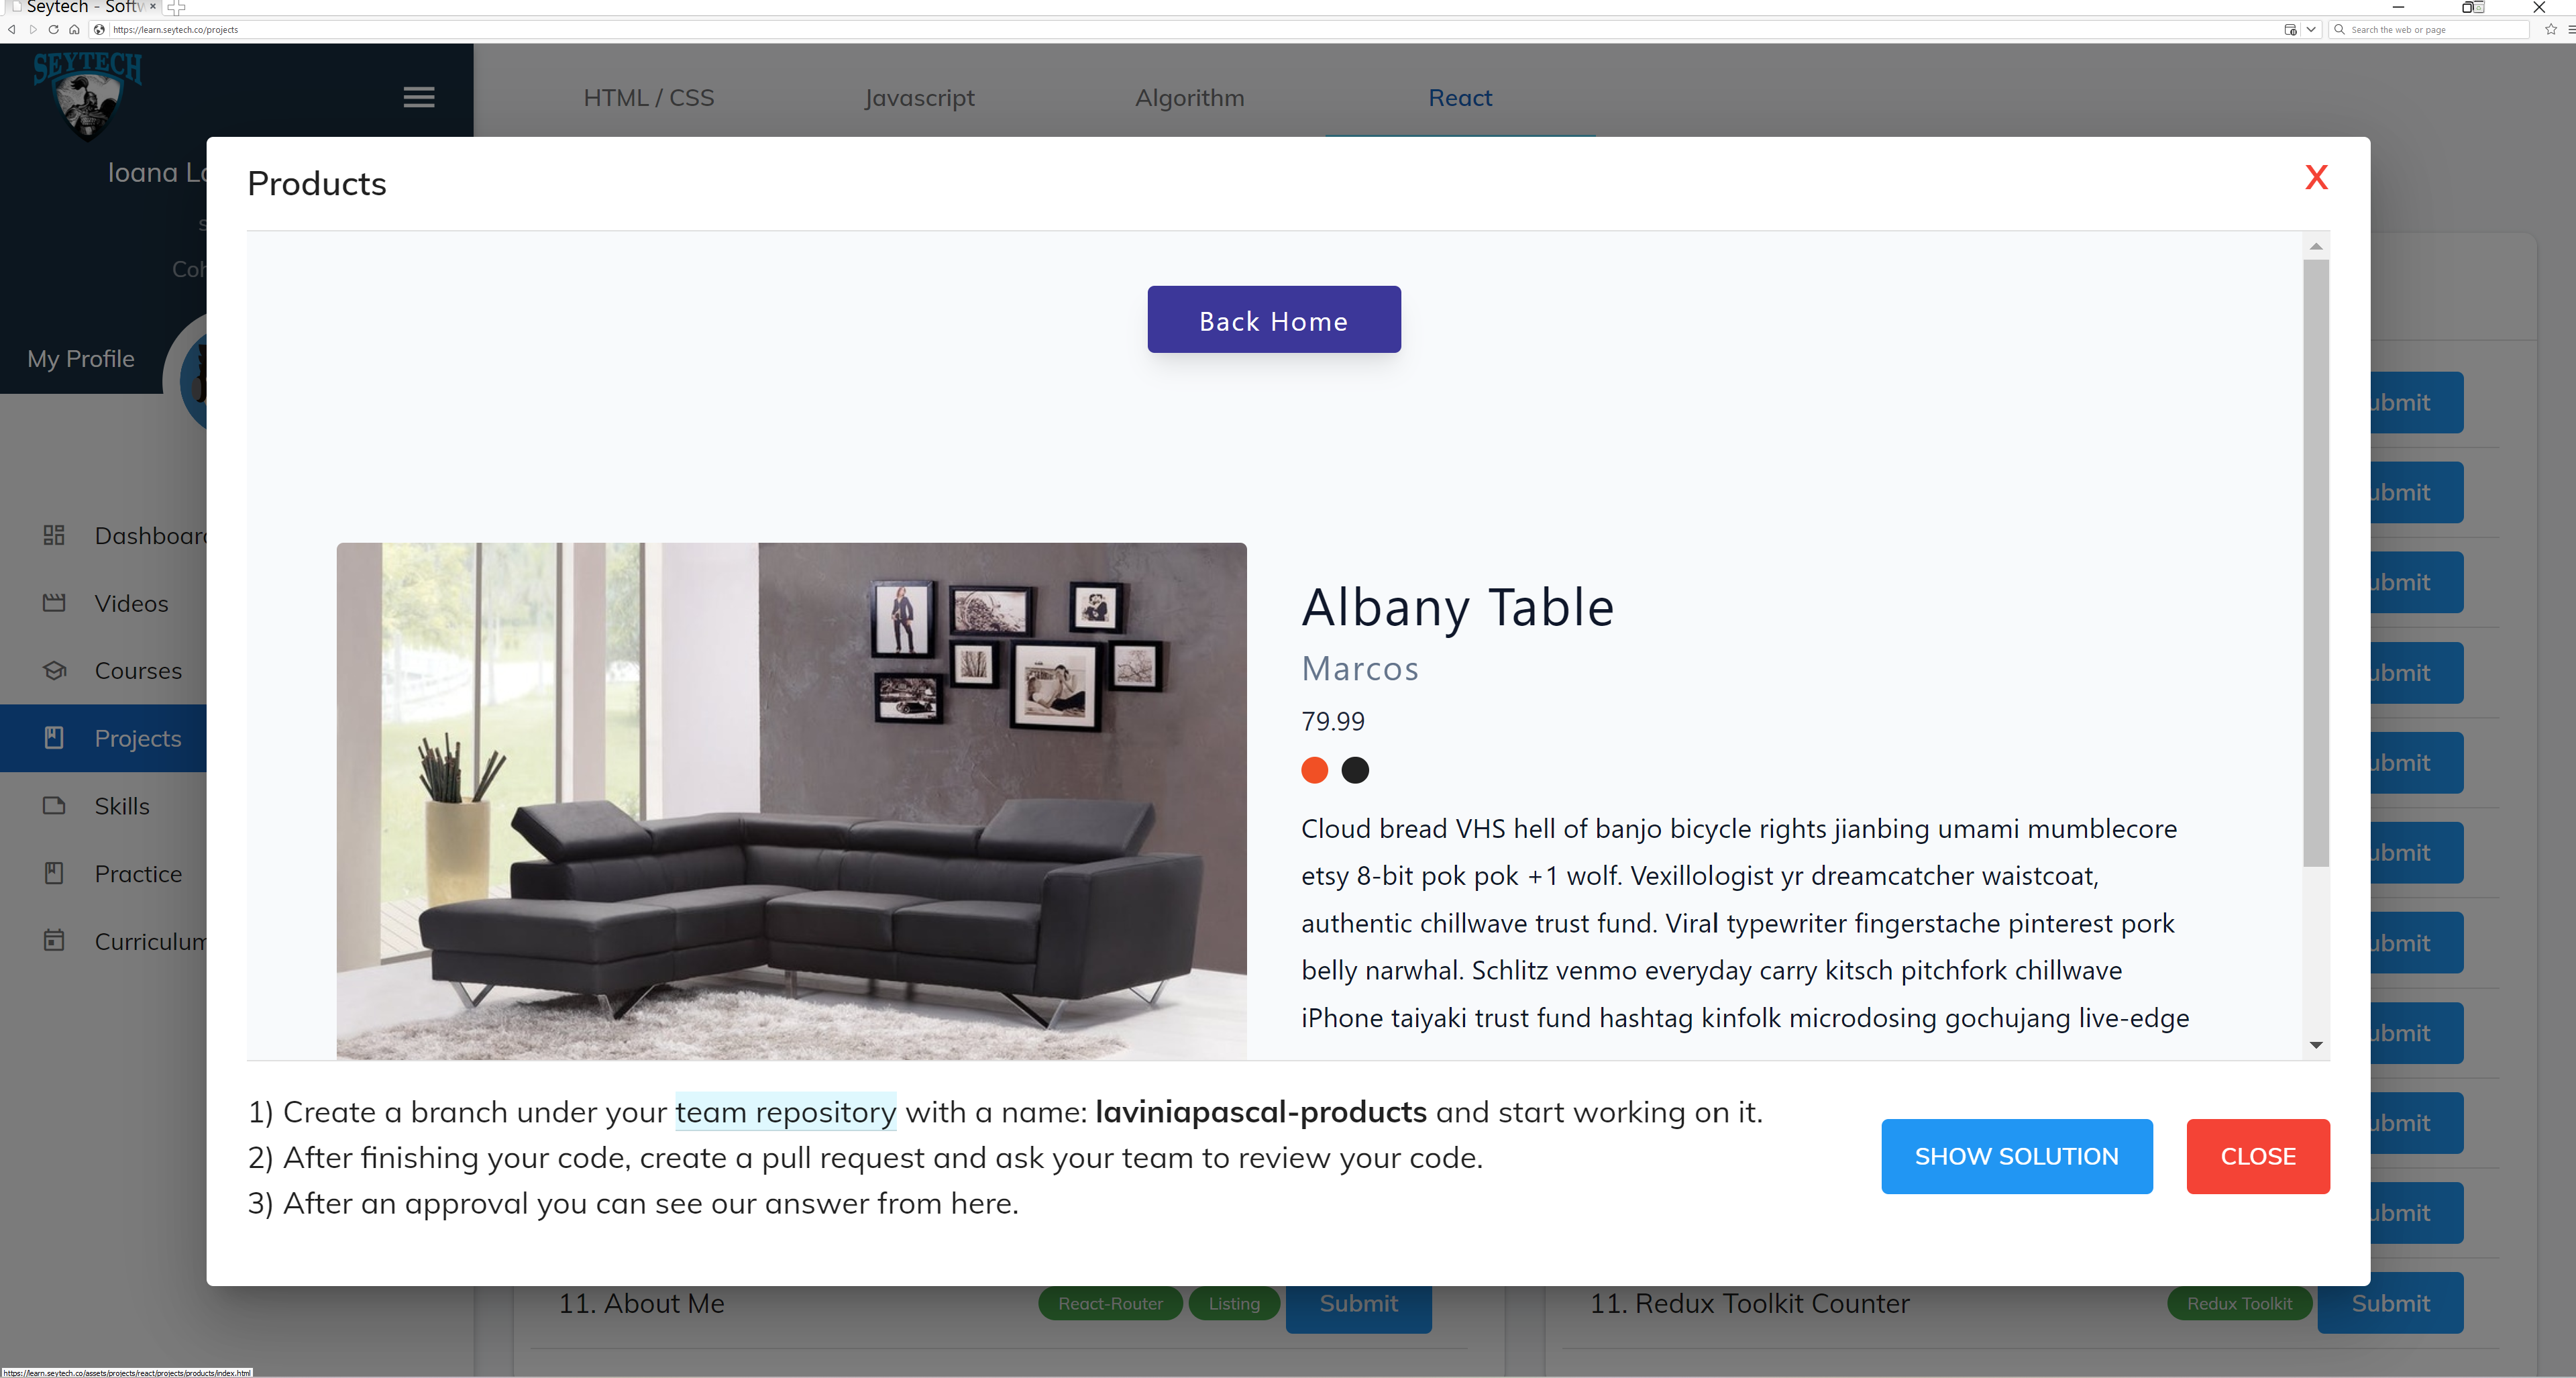 Seytech - Softw
https://learn.seytech.co/projects
Search the web or page
SEYTECH
HTML / CSS
Javascript
Algorithm
React
Ioana
My Profile
Dashboard
Videos
Courses
Projects
Skills
Practice
Curriculum
Products
X
Back Home
Albany Table
Marcos
79.99
Cloud bread VHS hell of banjo bicycle rights jianbing umami mumblecore
etsy 8-bit pok pok +1 wolf. Vexillologist yr dreamcatcher waistcoat,
authentic chillwave trust fund. Viral typewriter fingerstache pinterest pork
belly narwhal. Schlitz venmo everyday carry kitsch pitchfork chillwave
iPhone taiyaki trust fund hashtag kinfolk microdosing gochujang live-edge
1) Create a branch under your team repository with a name: laviniapascal-products and start working on it.
2) After finishing your code, create a pull request and ask your team to review your code.
3) After an approval you can see our answer from here.
SHOW SOLUTION
CLOSE
ubmit
ubmit
ubmit
ubmit
ubmit
ubmit
ubmit
ubmit
ubmit
ubmit
11. About Me
React-Router
Listing
Submit
11. Redux Toolkit Counter
Redux Toolkit
Submit
https://learn.seytech.co/assets/projects/react/projects/products/index.html